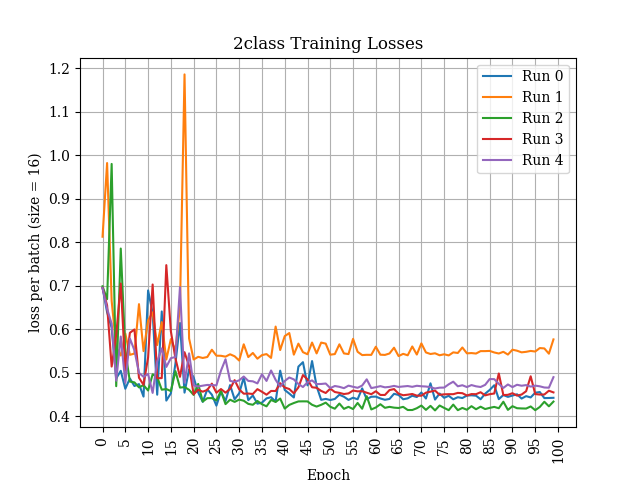 2class Training Losses
loss per batch (size = 16)
1.2
1.1
1.0
0.9
0.8
0.7
0.6
0.5
0.4
Run 0
Run 1
Run 2
Run 3
Run 4
0 5 10 15 20 25 30 35 40 45 50 55 60 65 70 75 80 85 90 95 100
Epoch